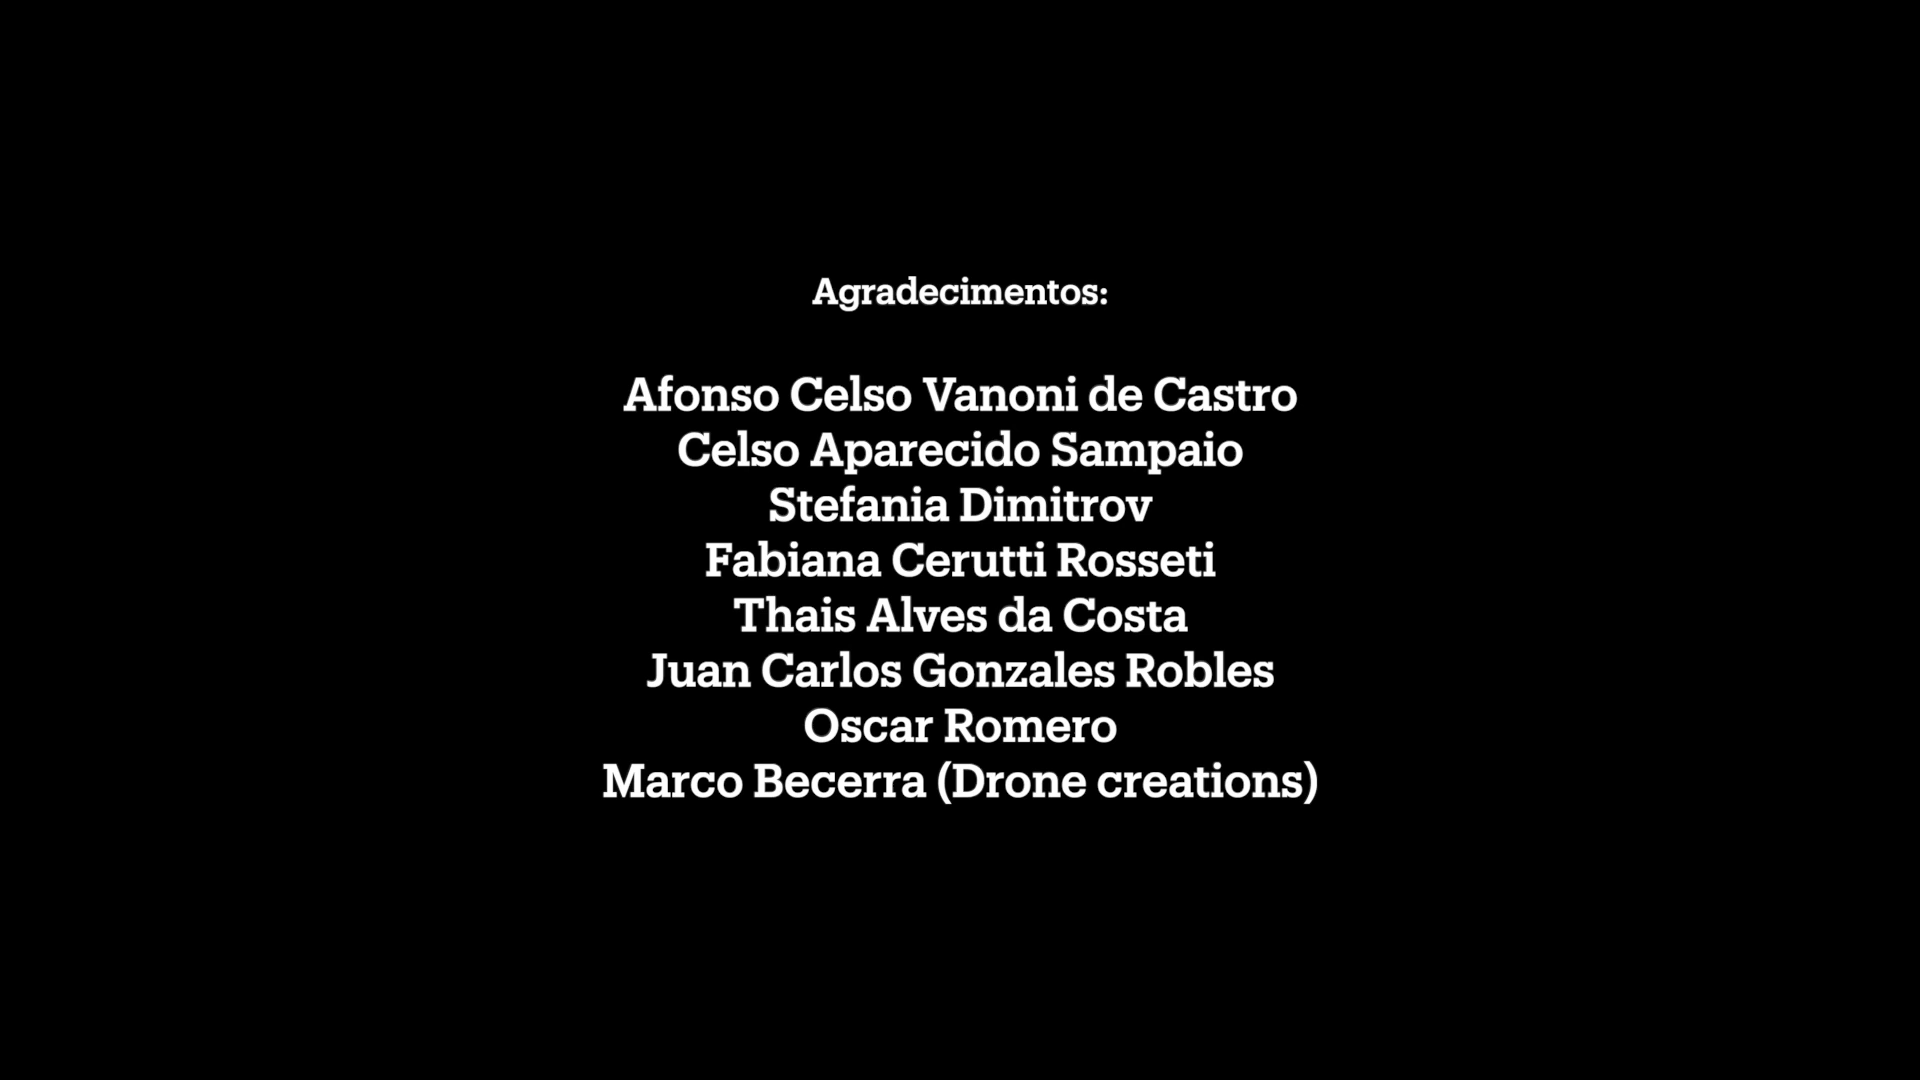 Agradecimentos:
Afonso Celso Vanoni de Castro
Celso Aparecido Sampaio
Stefania Dimitrov
Fabiana Cerutti Rosseti
Thais Alves da Costa
Juan Carlos Gonzales Robles
Oscar Romero
Marco Becerra (Drone creations)